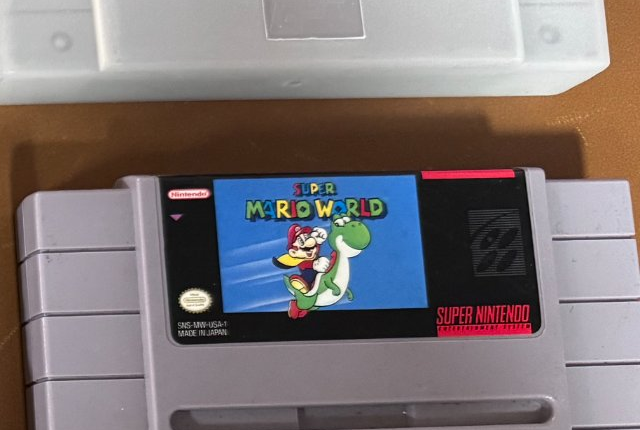 Nintendo
SUPER
MARIO WORLD
SNS-MW-USA-1
MADE IN JAPAN
SUPER NINTENDO
ENTERTAINMENT SYSTEM